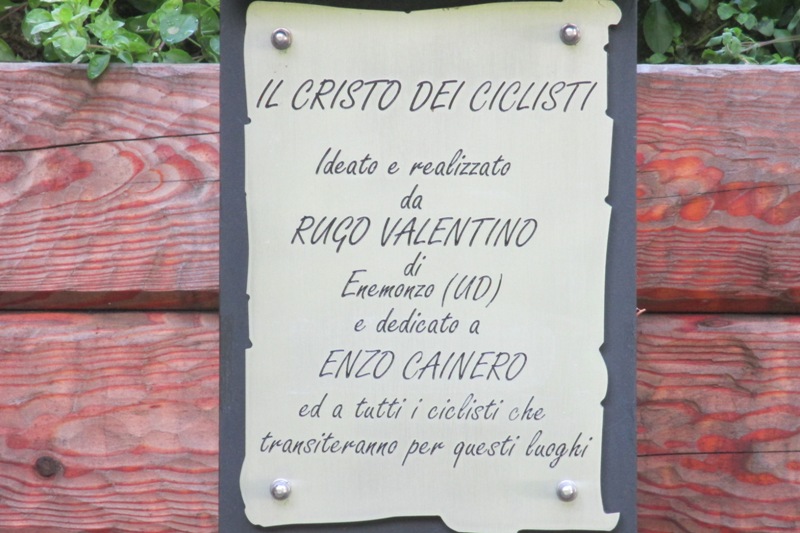 IL CRISTO DEI CICLISTI
Ideato e realizzato
da
RUGO VALENTINO
di
Enemonzo (UD)
e dedicato a
ENZO CAINERO
ed a tutti i ciclisti che
transiteranno per questi luoghi